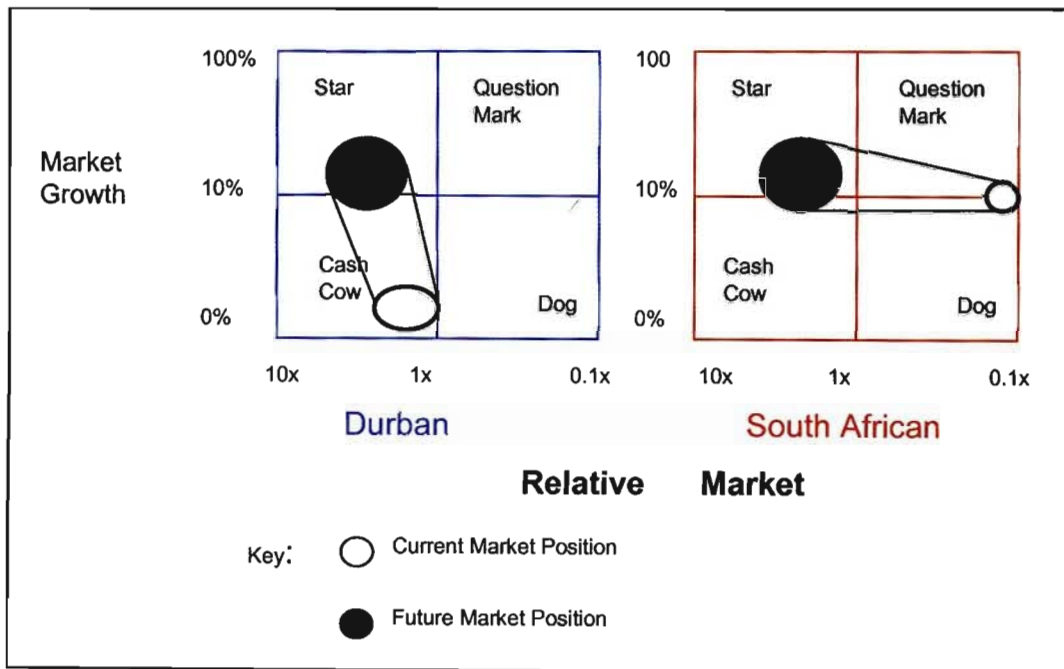 100%
Star
Question
Mark
Market
Growth
10%
Cash
Cow
Dog
0%
10x
1x
0.1x
Durban
100
Star
Question
Mark
10%
Cash
Cow
Dog
0%
10x
1x
0.1x
South African
Relative Market
Key:
Current Market Position
Future Market Position